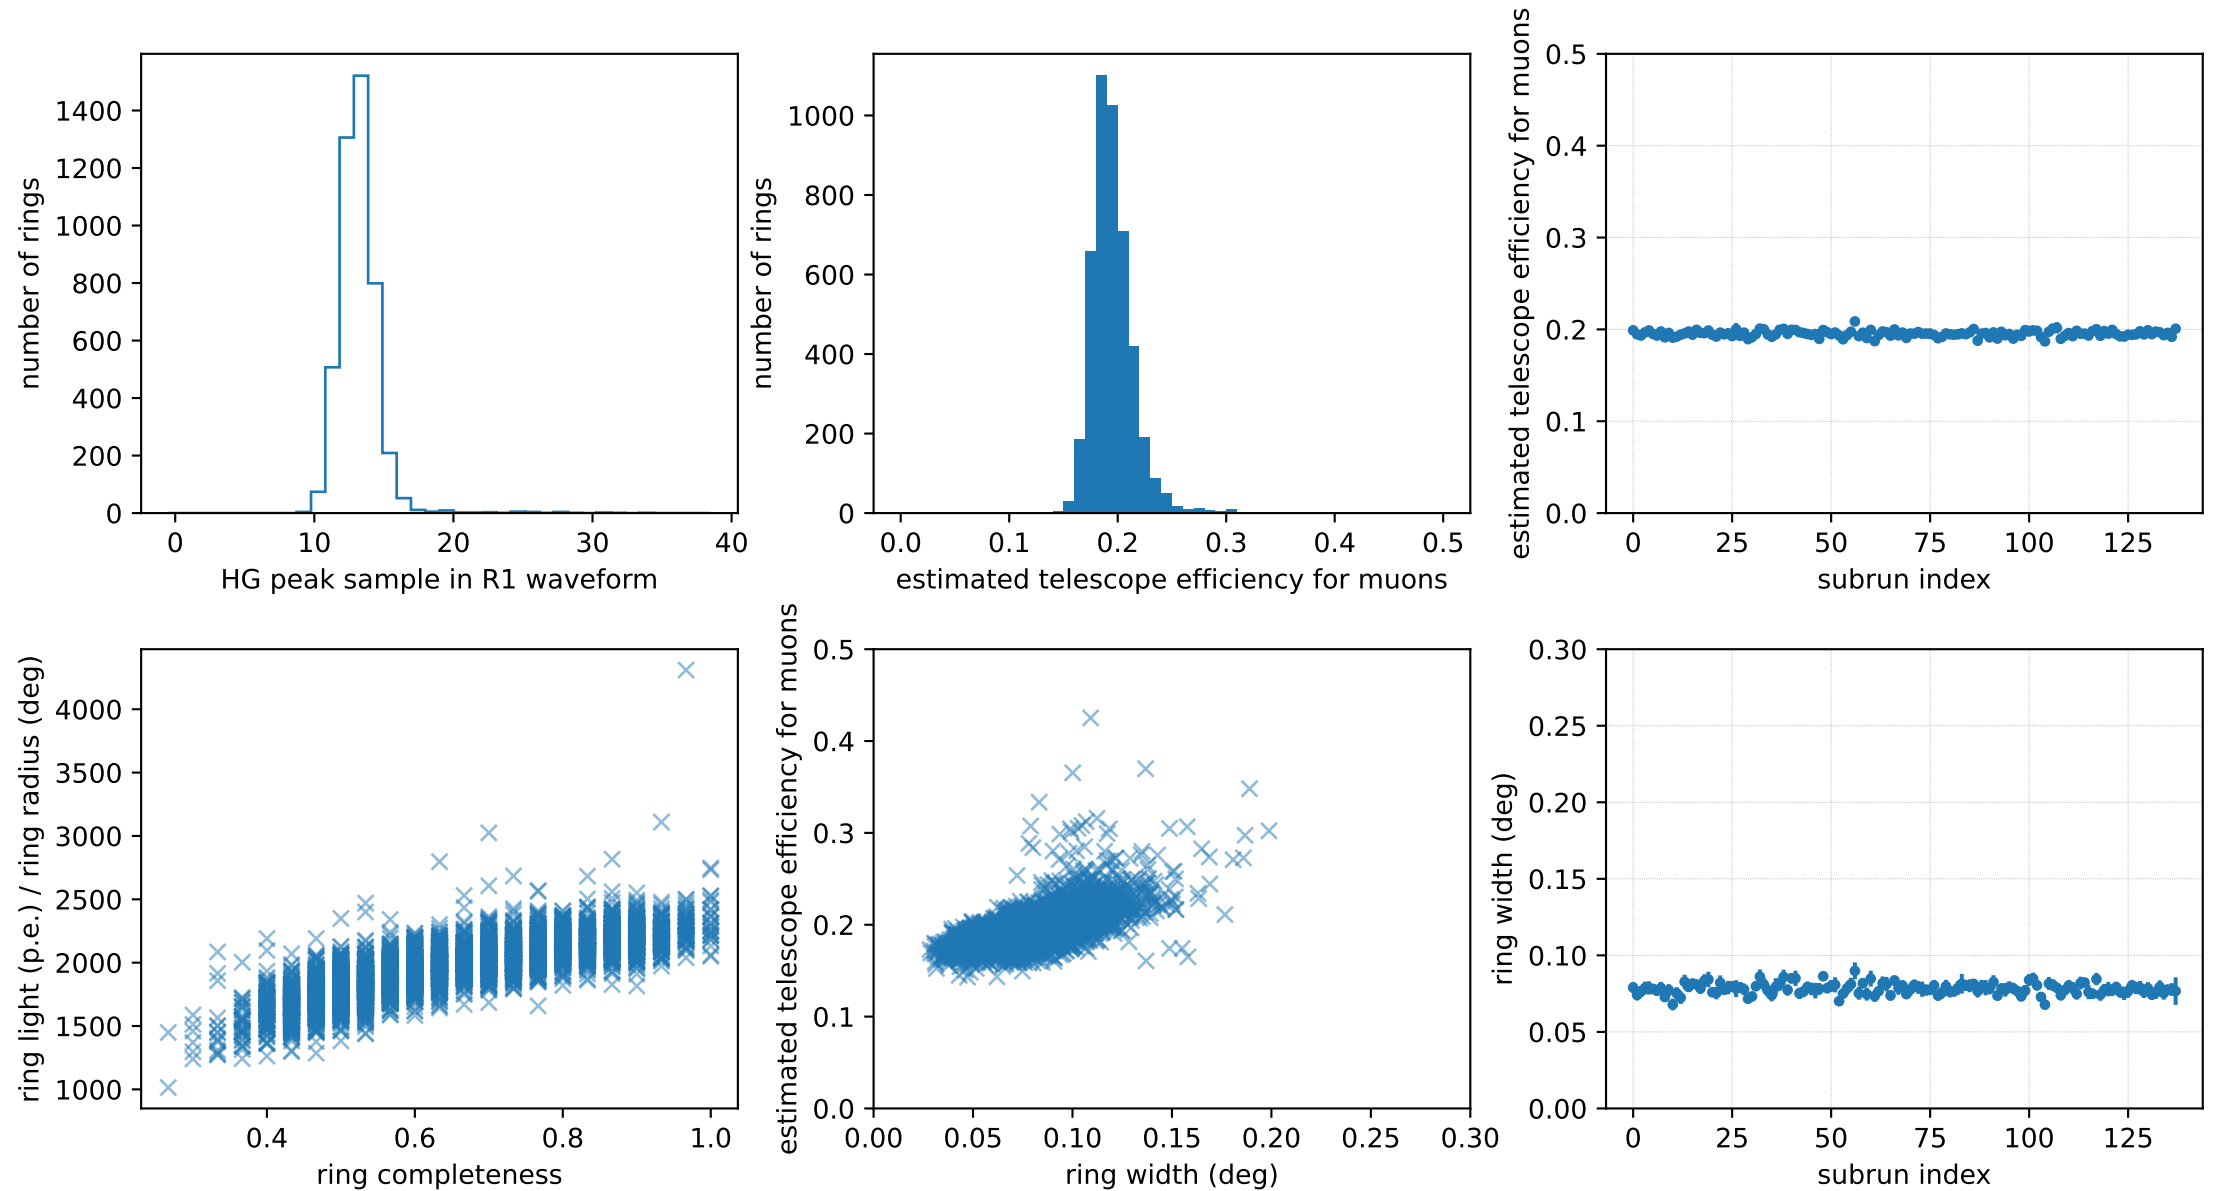 number of rings
1400
1200
1000
800
600
400
200
0
0 10 20 30 40
HG peak sample in R1 waveform
number of rings
1000
800
600
400
200
0
0.0 0.1 0.2 0.3 0.4 0.5
estimated telescope efficiency for muons
estimated telescope efficiency for muons
0.5
0.4
0.3
0.2
0.1
0.0
0 25 50 75 100 125
subrun index
ring light (p.e.) / ring radius (deg)
4000
3500
3000
2500
2000
1500
1000
0.4 0.6 0.8 1.0
ring completeness
estimated telescope efficiency for muons
0.5
0.4
0.3
0.2
0.1
0.0
0.00 0.05 0.10 0.15 0.20 0.25 0.30
ring width (deg)
ring width (deg)
0.30
0.25
0.20
0.15
0.10
0.05
0.00
0 25 50 75 100 125
subrun index